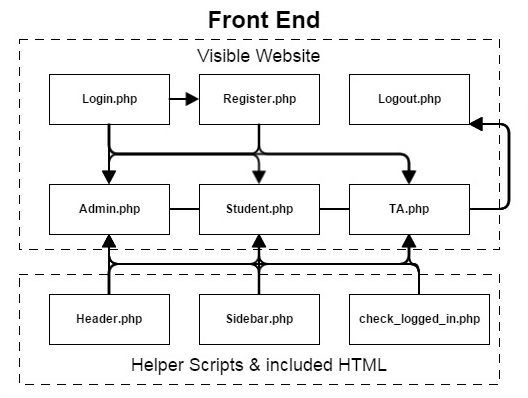 Front End
Visible Website
Login.php
Register.php
Logout.php
Admin.php
Student.php
TA.php
Header.php
Sidebar.php
check_logged_in.php
Helper Scripts & included HTML